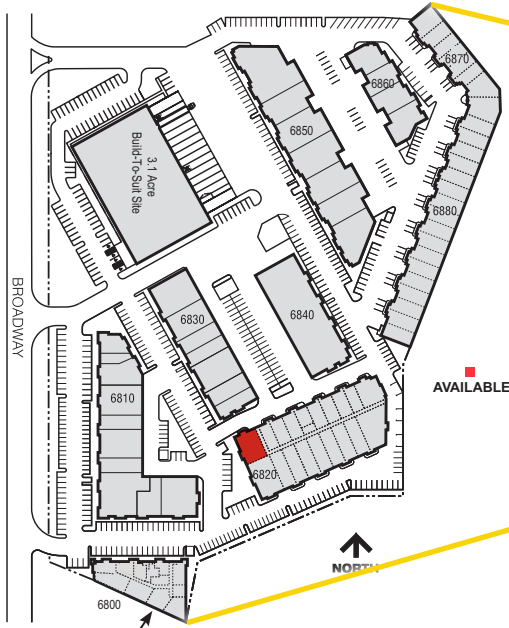 6870
6860
6850
3.1 Acre
Build-To-Suit Site
6880
BROADWAY
6830
6840
6810
AVAILABLE
6820
NORTH
6800